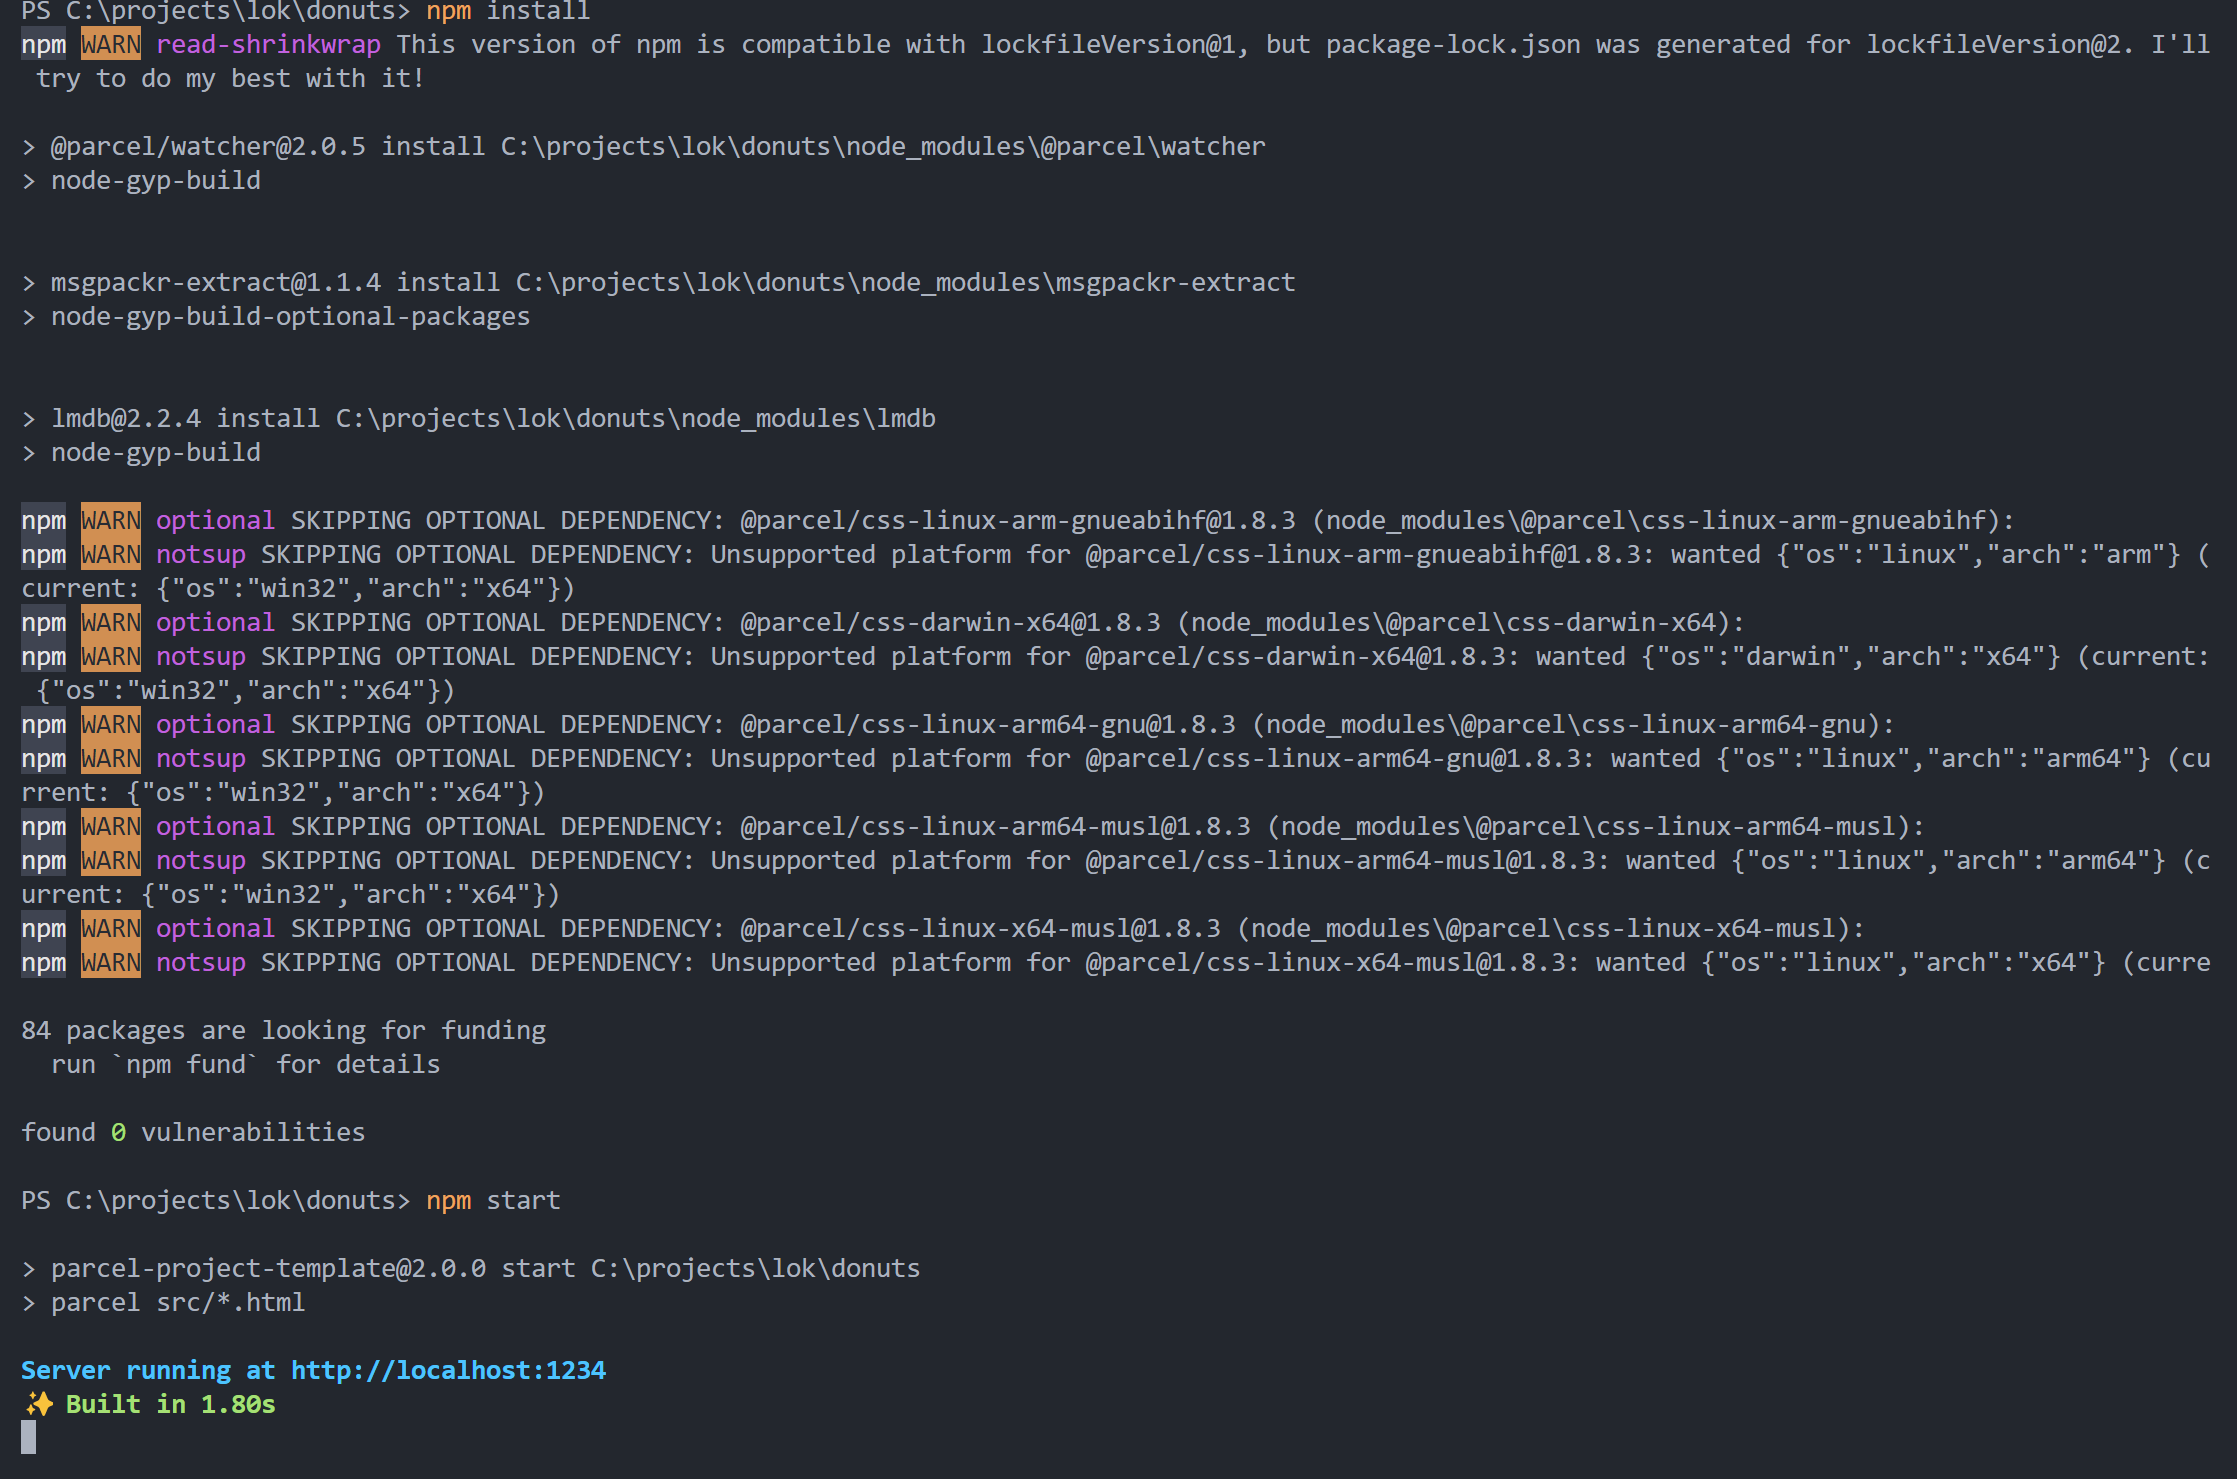 PS C:\projects\lok\donuts> npm install
npm WARN read-shrinkwrap This version of npm is compatible with lockfileVersion@1, but package-lock.json was generated for lockfileVersion@2. I'll
 try to do my best with it!
> @parcel/watcher@2.0.5 install C:\projects\lok\donuts\node_modules\@parcel\watcher
> node-gyp-build
> msgpackr-extract@1.1.4 install C:\projects\lok\donuts\node_modules\msgpackr-extract
> node-gyp-build-optional-packages
> lmdb@2.2.4 install C:\projects\lok\donuts\node_modules\lmdb
> node-gyp-build
npm WARN optional SKIPPING OPTIONAL DEPENDENCY: @parcel/css-linux-arm-gnueabihf@1.8.3 (node_modules\@parcel\css-linux-arm-gnueabihf):
npm WARN notsup SKIPPING OPTIONAL DEPENDENCY: Unsupported platform for @parcel/css-linux-arm-gnueabihf@1.8.3: wanted {"os":"linux","arch":"arm"} (
current: {"os":"win32","arch":"x64"})
npm WARN optional SKIPPING OPTIONAL DEPENDENCY: @parcel/css-darwin-x64@1.8.3 (node_modules\@parcel\css-darwin-x64):
npm WARN notsup SKIPPING OPTIONAL DEPENDENCY: Unsupported platform for @parcel/css-darwin-x64@1.8.3: wanted {"os":"darwin","arch":"x64"} (current:
 {"os":"win32","arch":"x64"})
npm WARN optional SKIPPING OPTIONAL DEPENDENCY: @parcel/css-linux-arm64-gnu@1.8.3 (node_modules\@parcel\css-linux-arm64-gnu):
npm WARN notsup SKIPPING OPTIONAL DEPENDENCY: Unsupported platform for @parcel/css-linux-arm64-gnu@1.8.3: wanted {"os":"linux","arch":"arm64"} (cu
rrent: {"os":"win32","arch":"x64"})
npm WARN optional SKIPPING OPTIONAL DEPENDENCY: @parcel/css-linux-arm64-musl@1.8.3 (node_modules\@parcel\css-linux-arm64-musl):
npm WARN notsup SKIPPING OPTIONAL DEPENDENCY: Unsupported platform for @parcel/css-linux-arm64-musl@1.8.3: wanted {"os":"linux","arch":"arm64"} (c
urrent: {"os":"win32","arch":"x64"})
npm WARN optional SKIPPING OPTIONAL DEPENDENCY: @parcel/css-linux-x64-musl@1.8.3 (node_modules\@parcel\css-linux-x64-musl):
npm WARN notsup SKIPPING OPTIONAL DEPENDENCY: Unsupported platform for @parcel/css-linux-x64-musl@1.8.3: wanted {"os":"linux","arch":"x64"} (curre
84 packages are looking for funding
  run `npm fund` for details
found 0 vulnerabilities
PS C:\projects\lok\donuts> npm start
> parcel-project-template@2.0.0 start C:\projects\lok\donuts
> parcel src/*.html
Server running at http://localhost:1234
✨ Built in 1.80s